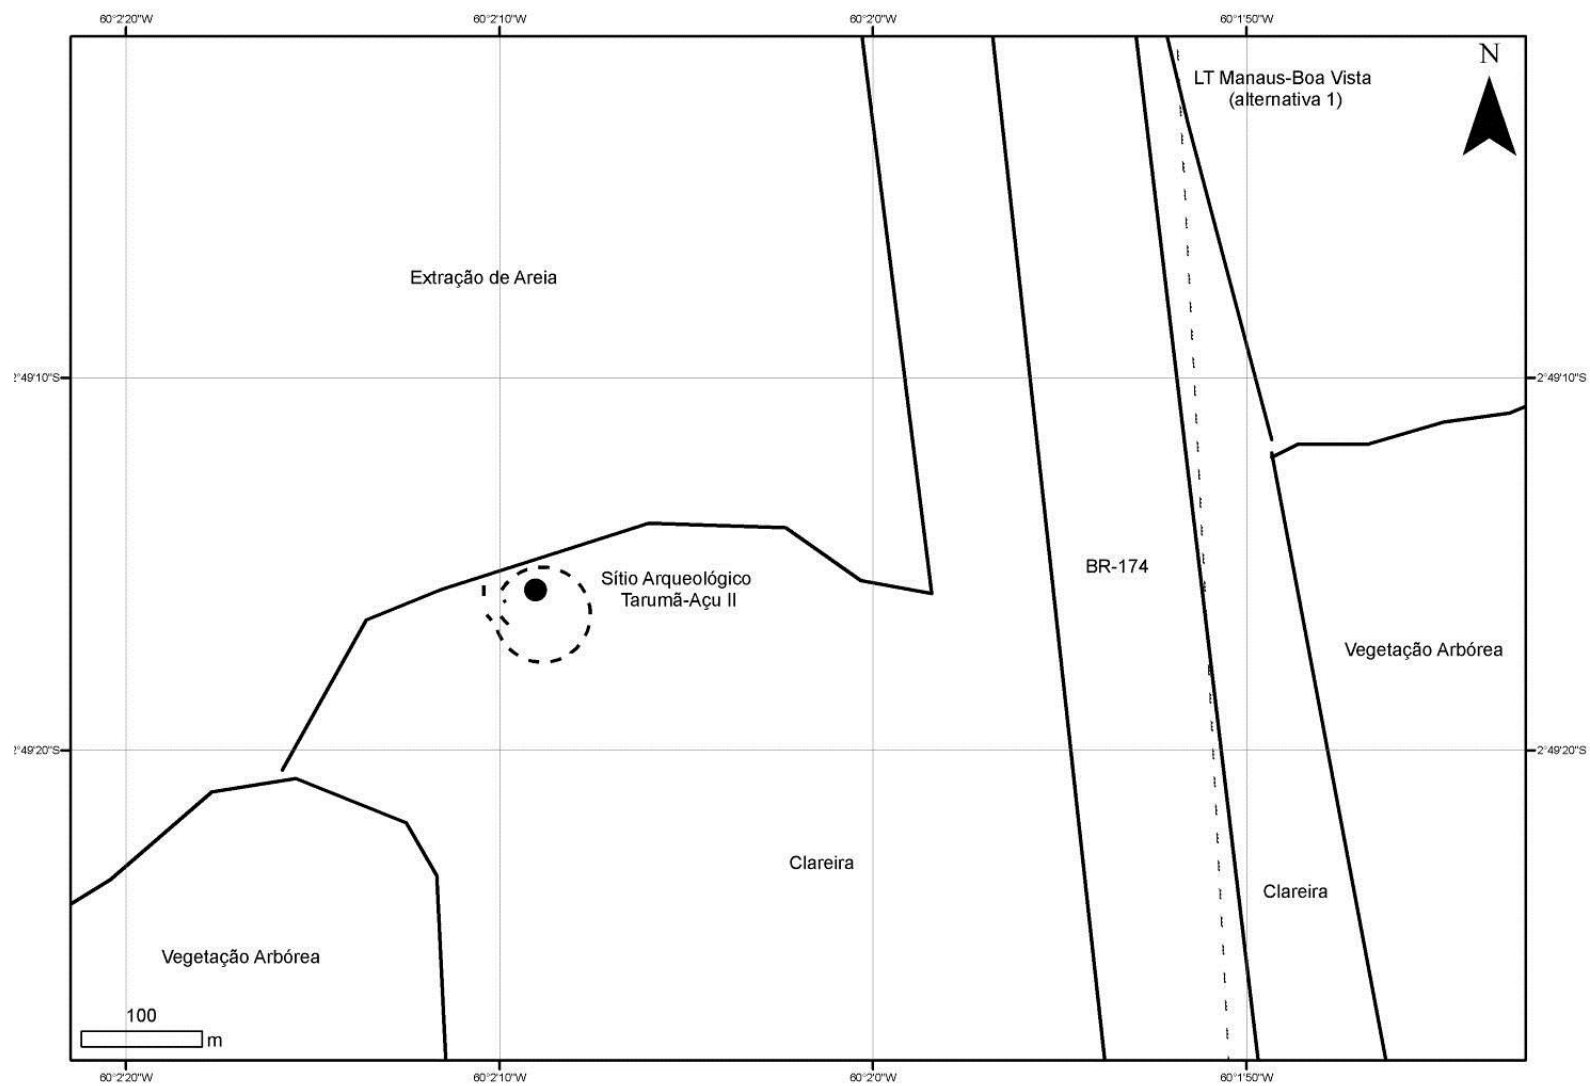 60°2'20"W
60°2'10"W
60°2'0"W
60°1'50"W
N
LT Manaus-Boa Vista
(alternativa 1)
Extração de Areia
2°49'10"S
2°49'10"S
BR-174
Sítio Arqueológico
Tarumã-Açu II
Vegetação Arbórea
2°49'20"S
2°49'20"S
Clareira
Clareira
Vegetação Arbórea
100
m
60°2'20"W
60°2'10"W
60°2'0"W
60°1'50"W